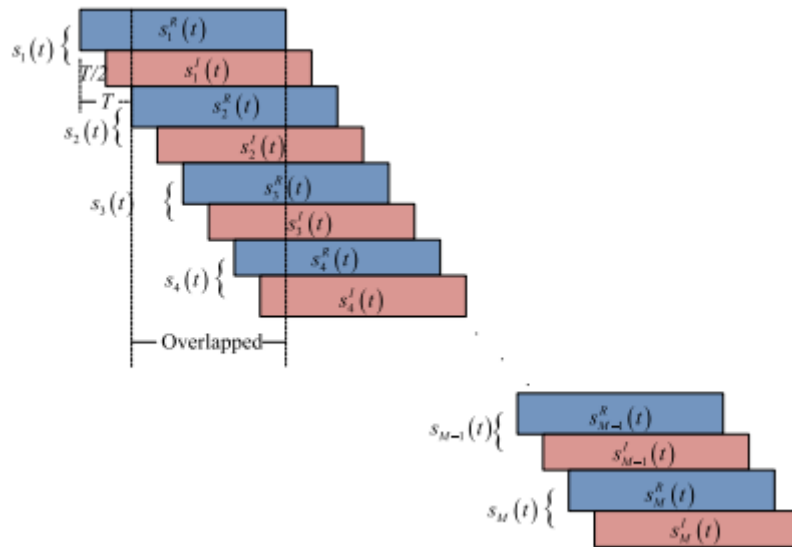 s_1^R(t)
s_1(t) {
T/2
s_1^I(t)
T
s_2^R(t)
s_2(t) {
s_2^I(t)
s_3^R(t)
s_3(t) {
s_3^I(t)
s_4^R(t)
s_4(t) {
s_4^I(t)
Overlapped
s_{M-1}^R(t)
s_{M-1}(t) {
s_{M-1}^I(t)
s_M^R(t)
s_M(t) {
s_M^I(t)